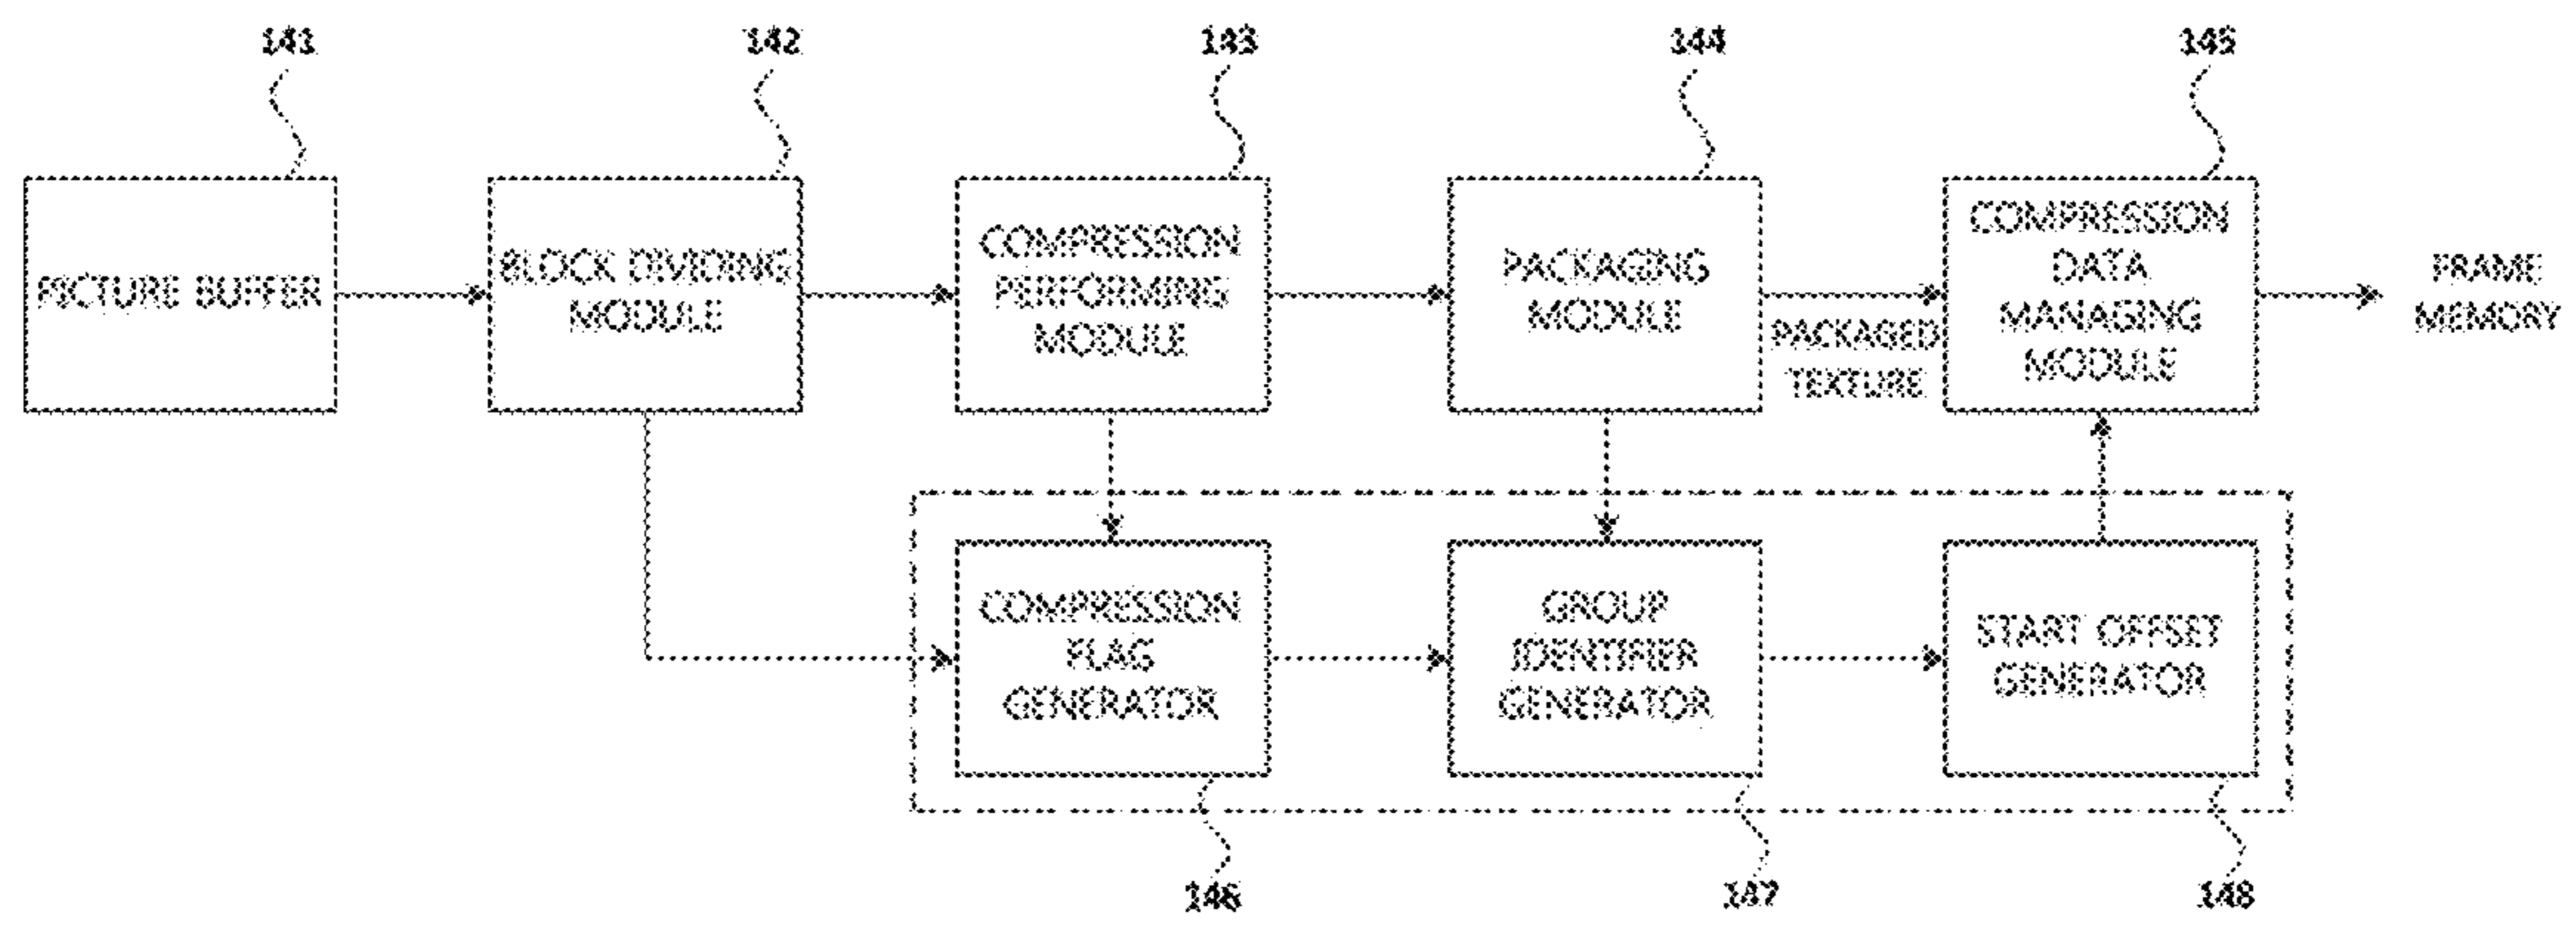 141
142
143
144
145
PICTURE BUFFER
BLOCK DIVIDING
MODULE
COMPRESSION
PERFORMING
MODULE
PACKAGING
MODULE
PACKAGED
TEXTURE
COMPRESSION
DATA
MANAGING
MODULE
FRAME
MEMORY
COMPRESSION
FLAG
GENERATOR
GROUP
IDENTIFIER
GENERATOR
START OFFSET
GENERATOR
146
147
148